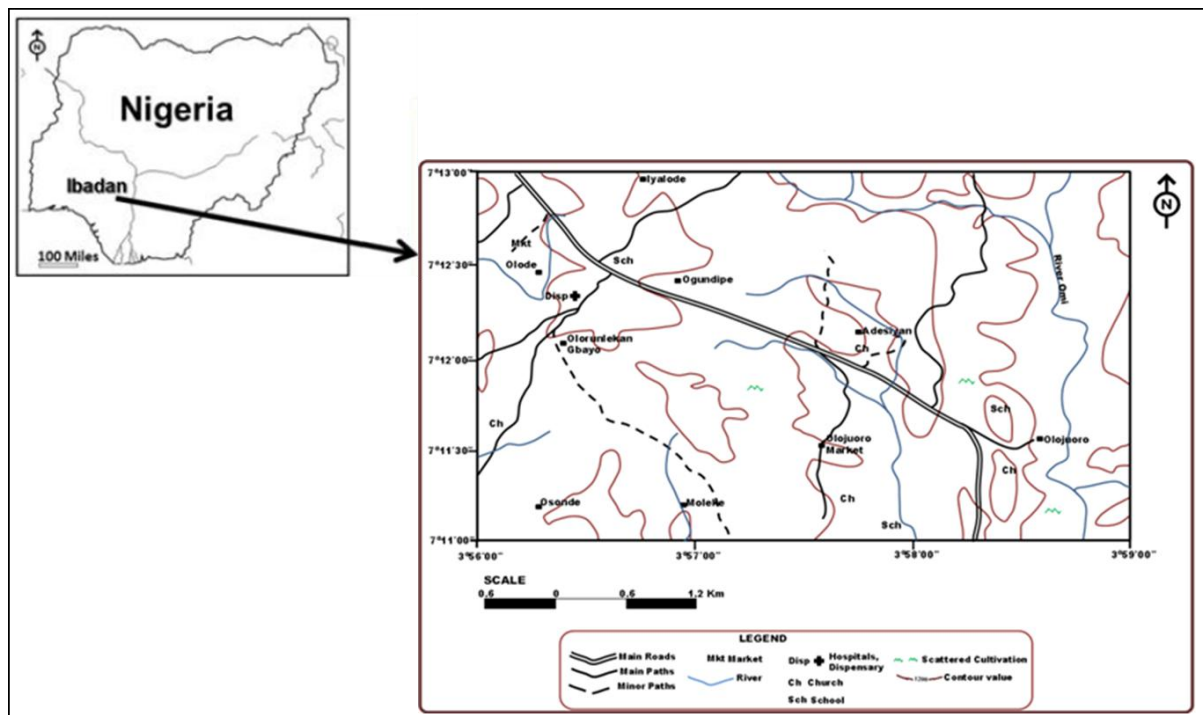 N
Nigeria
Ibadan
100 Miles
7°13'00"
7°12'30"
7°12'00"
7°11'30"
7°11'00"
3°56'00"
3°57'00"
3°58'00"
3°59'00"
N
Iyalode
Mkt
Olode
Sch
Ogundipe
Disp
River Omi
Olorunlekan
Gbayo
Adesiyan
Ch
Ch
Sch
Olojuoro
Olojuoro
Market
Ch
Ch
Osonde
Moleke
Sch
SCALE
0.6 0 0.6 1.2 Km
LEGEND
Main Roads
Main Paths
Minor Paths
Mkt Market
River
Disp Hospitals,
Dispensary
Ch Church
Sch School
Scattered Cultivation
Contour value